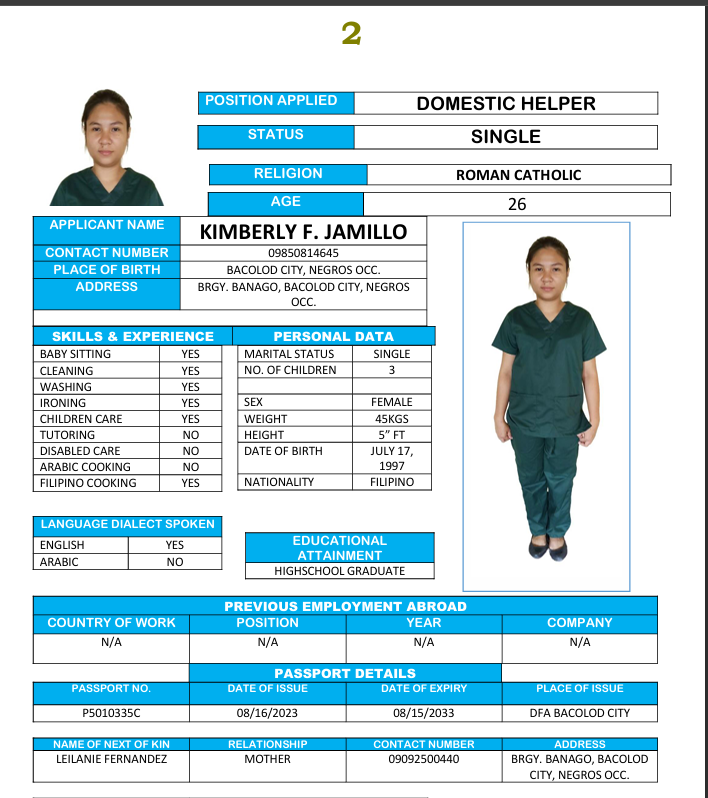 2
POSITION APPLIED DOMESTIC HELPER
STATUS SINGLE
RELIGION ROMAN CATHOLIC
AGE 26
APPLICANT NAME KIMBERLY F. JAMILLO
CONTACT NUMBER 09850814645
PLACE OF BIRTH BACOLOD CITY, NEGROS OCC.
ADDRESS BRGY. BANAGO, BACOLOD CITY, NEGROS
OCC.
SKILLS & EXPERIENCE
BABY SITTING YES
CLEANING YES
WASHING YES
IRONING YES
CHILDREN CARE YES
TUTORING NO
DISABLED CARE NO
ARABIC COOKING NO
FILIPINO COOKING YES
PERSONAL DATA
MARITAL STATUS SINGLE
NO. OF CHILDREN 3
SEX FEMALE
WEIGHT 45KGS
HEIGHT 5” FT
DATE OF BIRTH JULY 17,
1997
NATIONALITY FILIPINO
LANGUAGE DIALECT SPOKEN
ENGLISH YES
ARABIC NO
EDUCATIONAL
ATTAINMENT
HIGHSCHOOL GRADUATE
PREVIOUS EMPLOYMENT ABROAD
COUNTRY OF WORK POSITION YEAR COMPANY
N/A N/A N/A N/A
PASSPORT DETAILS
PASSPORT NO. DATE OF ISSUE DATE OF EXPIRY PLACE OF ISSUE
P5010335C 08/16/2023 08/15/2033 DFA BACOLOD CITY
NAME OF NEXT OF KIN RELATIONSHIP CONTACT NUMBER ADDRESS
LEILANIE FERNANDEZ MOTHER 09092500440 BRGY. BANAGO, BACOLOD
CITY, NEGROS OCC.